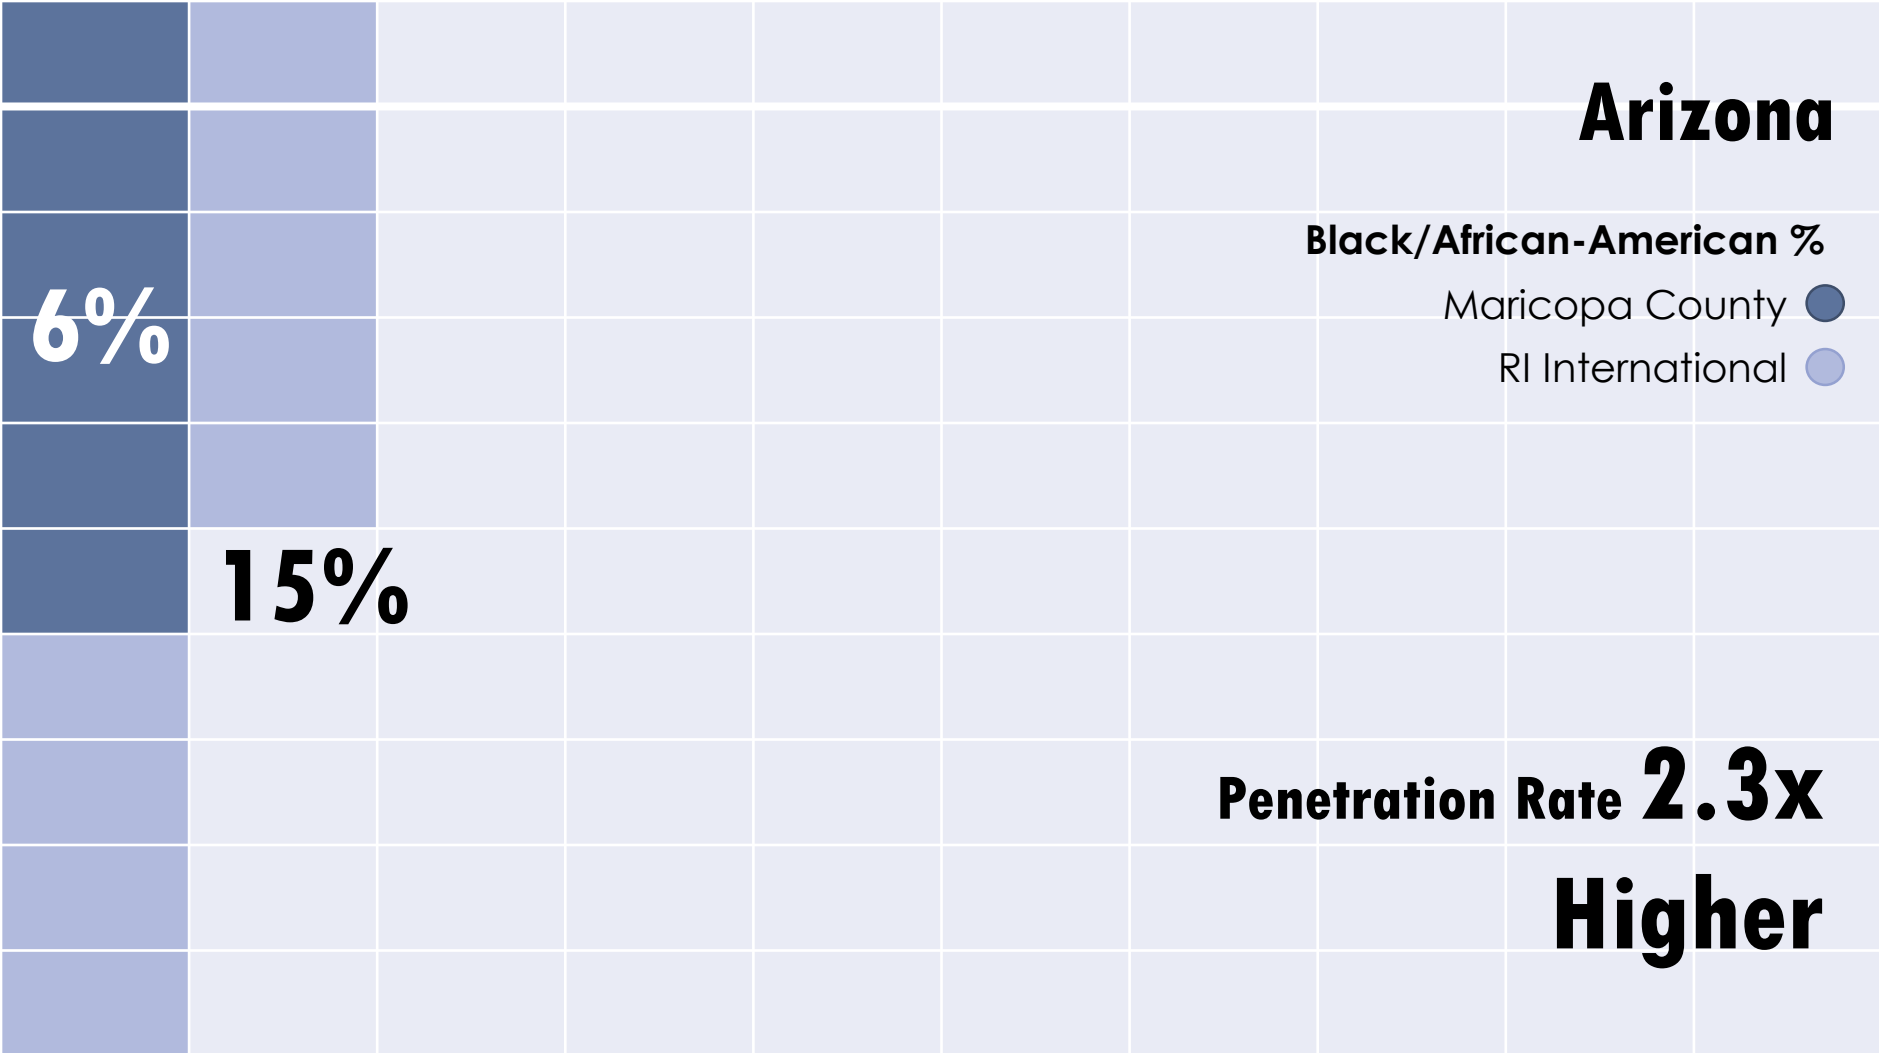 Arizona
Black/African-American %
Maricopa County
RI International
6%
15%
Penetration Rate 2.3x
Higher